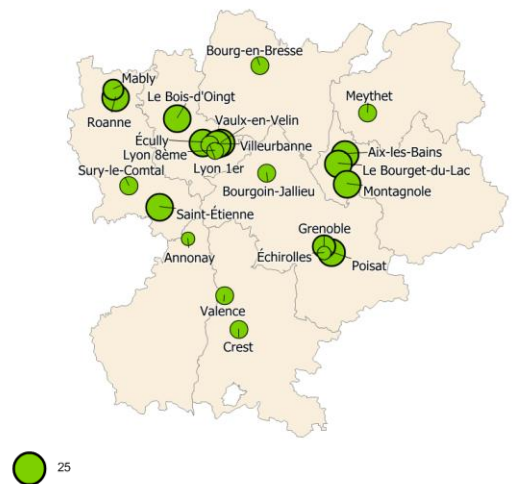 Bourg-en-Bresse
Mably
Meythet
Le Bois-d'Oingt
Roanne
Vaulx-en-Velin
Écully
Villeurbanne
Aix-les-Bains
Lyon 8ème
Le Bourget-du-Lac
Sury-le-Comtal
Lyon 1er
Bourgoin-Jallieu
Montagnole
Saint-Étienne
Grenoble
Annonay
Échirolles
Poisat
Valence
Crest
25